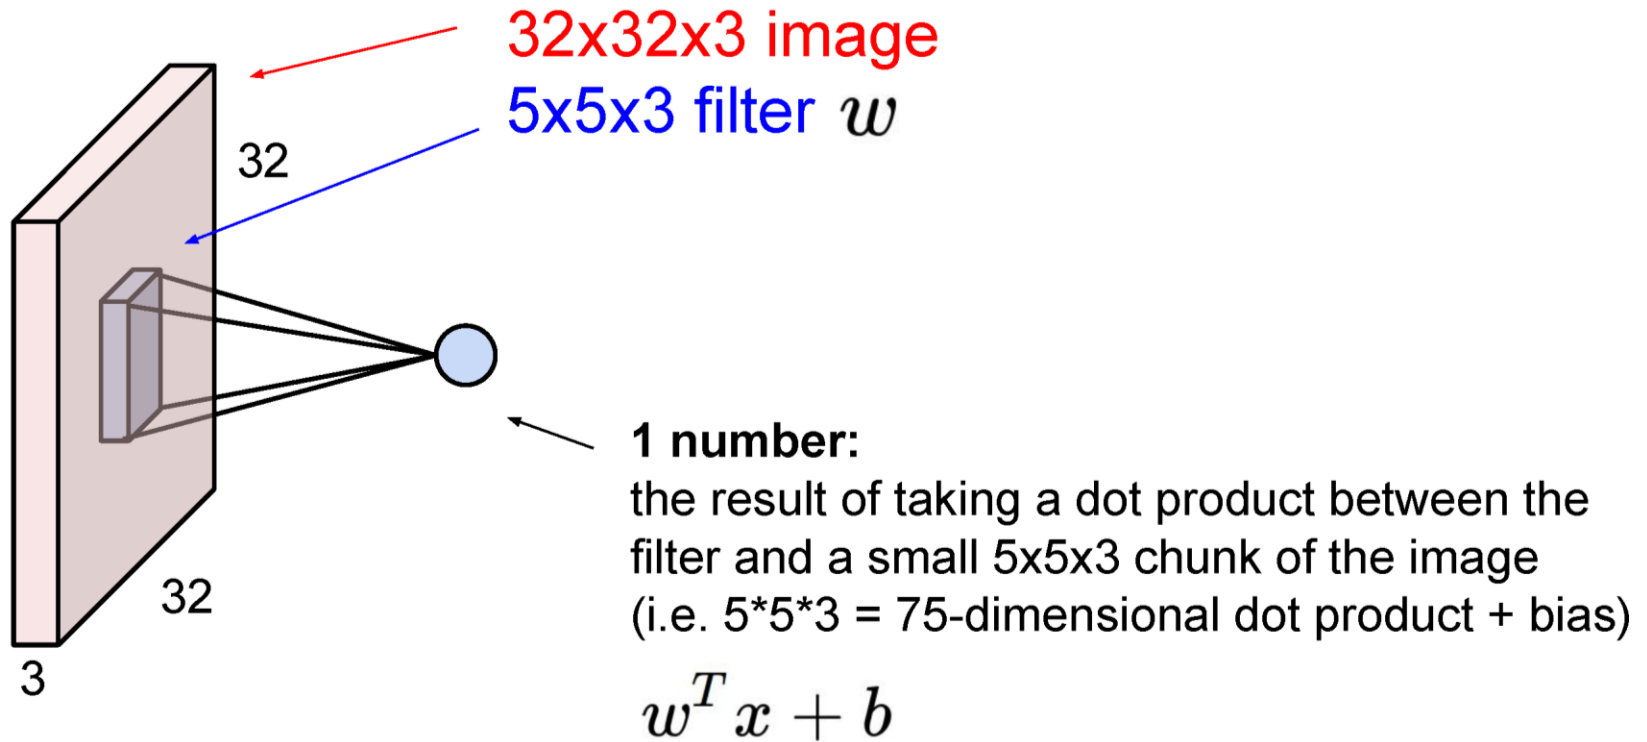 32x32x3 image
5x5x3 filter w
32
32
3
1 number:
the result of taking a dot product between the
filter and a small 5x5x3 chunk of the image
(i.e. 5*5*3 = 75-dimensional dot product + bias)
w^T x + b